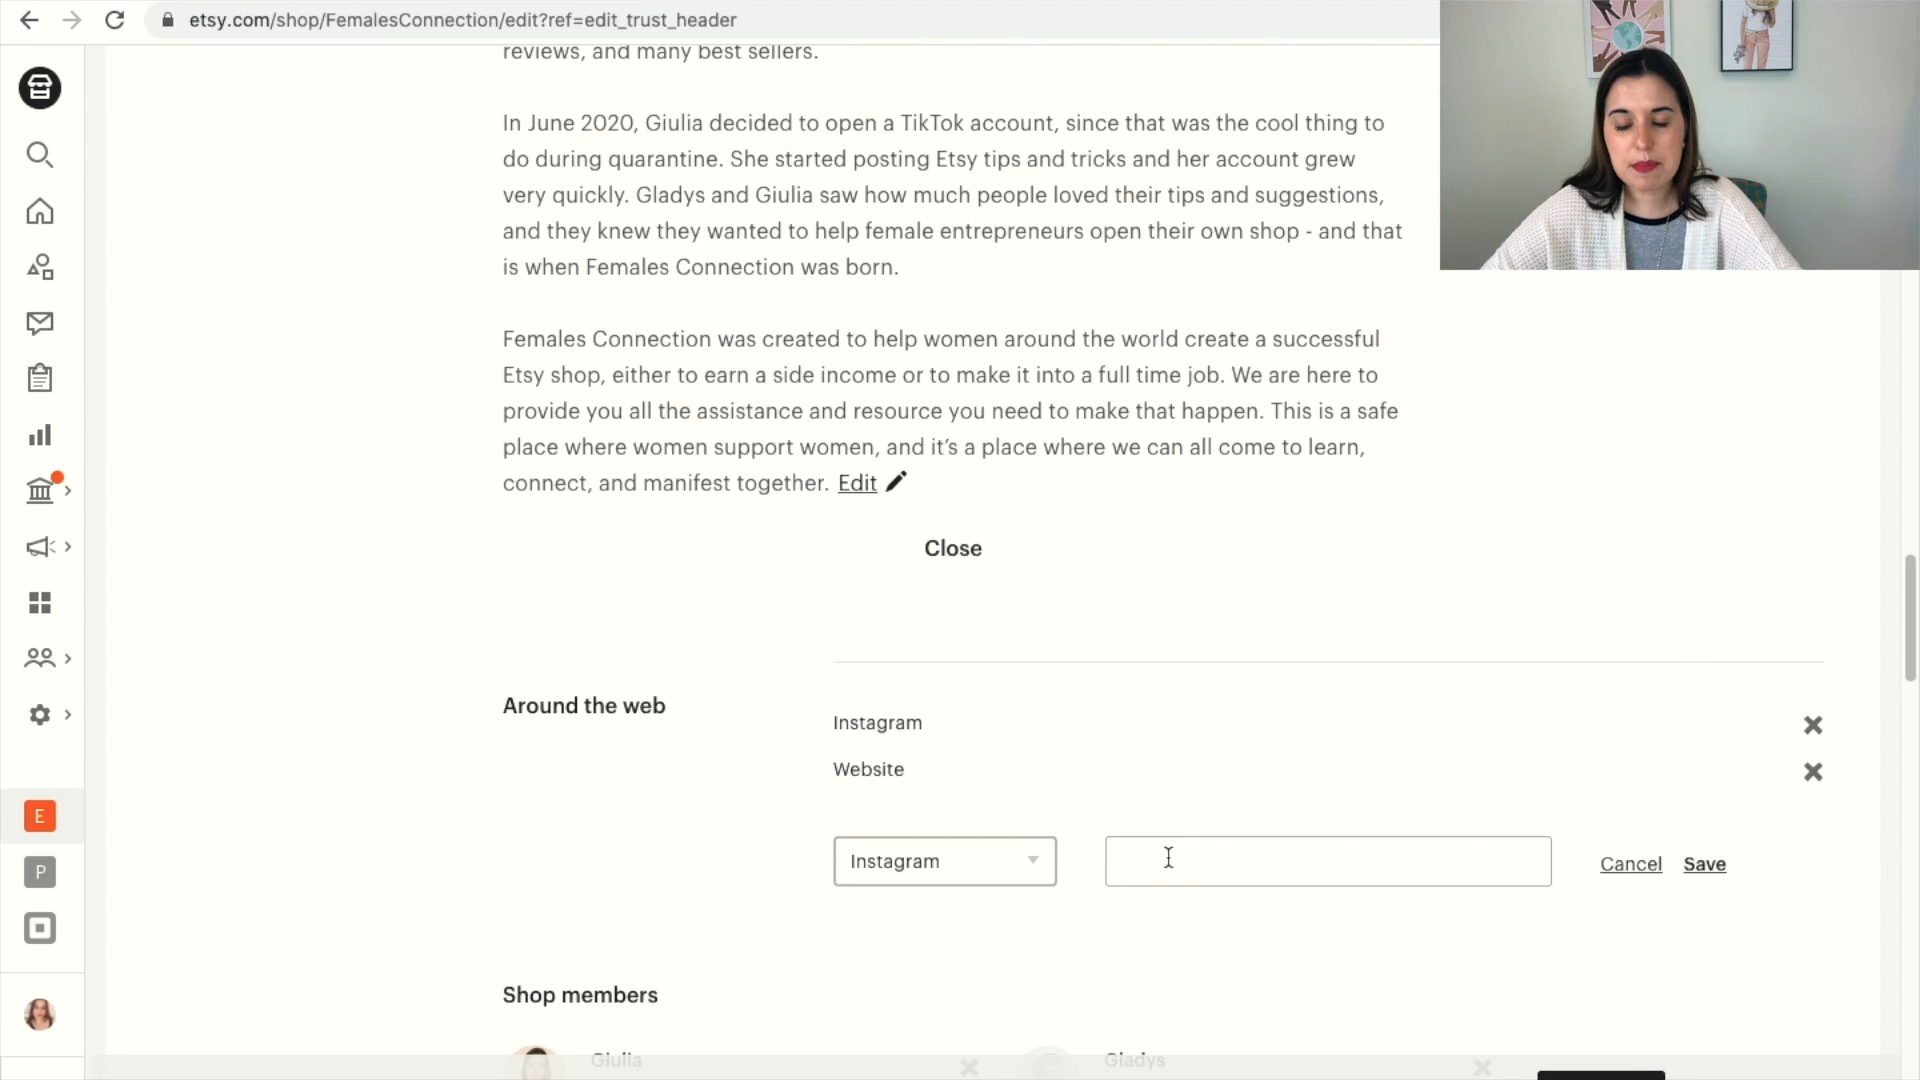 etsy.com/shop/FemalesConnection/edit?ref=edit_trust_header
reviews, and many best sellers.
In June 2020, Giulia decided to open a TikTok account, since that was the cool thing to
do during quarantine. She started posting Etsy tips and tricks and her account grew
very quickly. Gladys and Giulia saw how much people loved their tips and suggestions,
and they knew they wanted to help female entrepreneurs open their own shop - and that
is when Females Connection was born.
Females Connection was created to help women around the world create a successful
Etsy shop, either to earn a side income or to make it into a full time job. We are here to
provide you all the assistance and resource you need to make that happen. This is a safe
place where women support women, and it's a place where we can all come to learn,
connect, and manifest together. Edit
Close
Around the web
Instagram
Website
Instagram
Cancel Save
E
P
Shop members
Giulia
Gladys